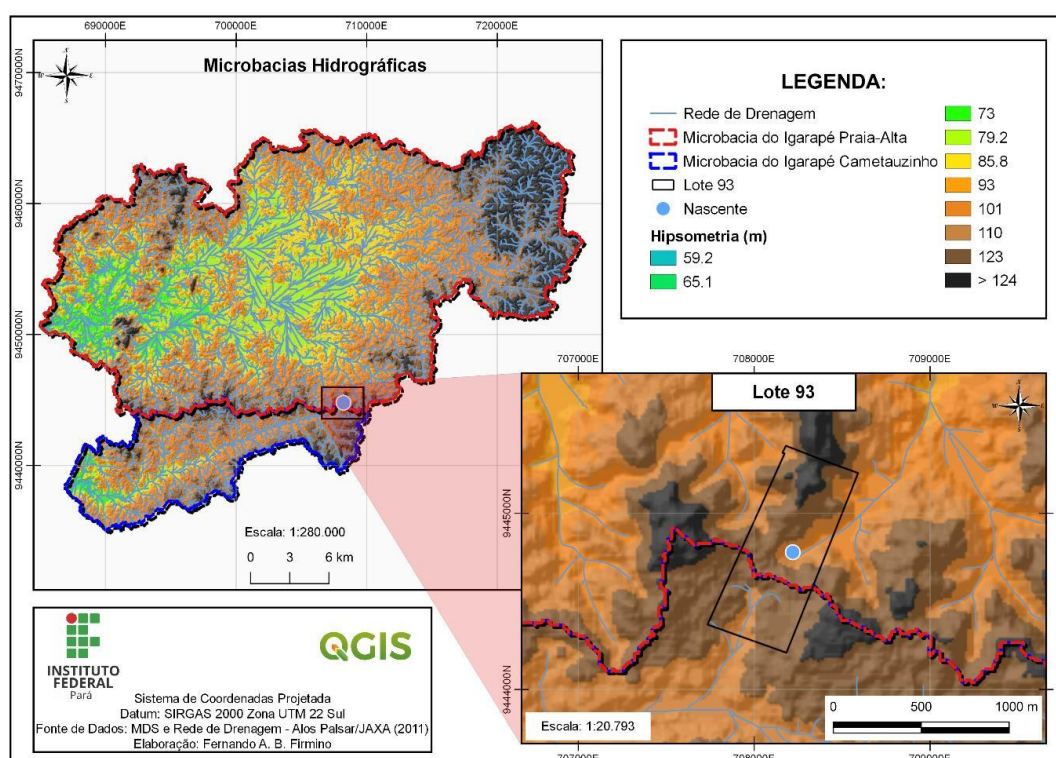 690000E 700000E 710000E 720000E
Microbacias Hidrográficas
N
W E
S
9470000N
9460000N
9450000N
9440000N
Escala: 1:280.000
0 3 6 km
LEGENDA:
Rede de Drenagem
Microbacia do Igarapé Praia-Alta
Microbacia do Igarapé Cametauzinho
Lote 93
Nascente
Hipsometria (m)
59.2
65.1
73
79.2
85.8
93
101
110
123
> 124
707000E 708000E 709000E
Lote 93
N
W E
S
9445000N
9444000N
Escala: 1:20.793
0 500 1000 m
707000E 708000E 709000E
INSTITUTO
FEDERAL
Pará
QGIS
Sistema de Coordenadas Projetada
Datum: SIRGAS 2000 Zona UTM 22 Sul
Fonte de Dados: MDS e Rede de Drenagem - Alos Palsar/JAXA (2011)
Elaboração: Fernando A. B. Firmino